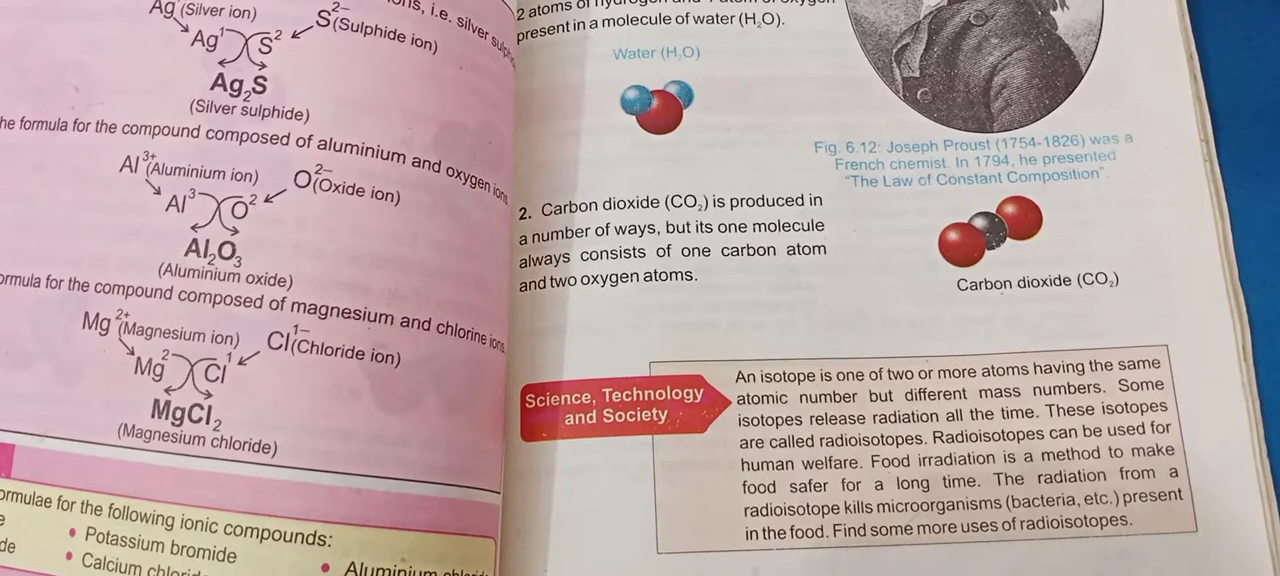 Ag (Silver ion)
ions, i.e. silver
S2– (Sulphide ion)
Ag1 S2
Ag2S
(Silver sulphide)
he formula for the compound composed of aluminium and oxygen ions
Al3+ (Aluminium ion)
O2– (Oxide ion)
Al3 O2
Al2O3
(Aluminium oxide)
ormula for the compound composed of magnesium and chlorine ions
Mg2+ (Magnesium ion)
Cl1– (Chloride ion)
Mg2 Cl1
MgCl2
(Magnesium chloride)
ormulae for the following ionic compounds:
• Potassium bromide
• Calcium
• Aluminium
2 atoms of
present in a molecule of water (H2O).
Water (H2O)
Fig. 6.12: Joseph Proust (1754-1826) was a
French chemist. In 1794, he presented
“The Law of Constant Composition”.
2. Carbon dioxide (CO2) is produced in
a number of ways, but its one molecule
always consists of one carbon atom
and two oxygen atoms.
Carbon dioxide (CO2)
Science, Technology
and Society
An isotope is one of two or more atoms having the same
atomic number but different mass numbers. Some
isotopes release radiation all the time. These isotopes
are called radioisotopes. Radioisotopes can be used for
human welfare. Food irradiation is a method to make
food safer for a long time. The radiation from a
radioisotope kills microorganisms (bacteria, etc.) present
in the food. Find some more uses of radioisotopes.